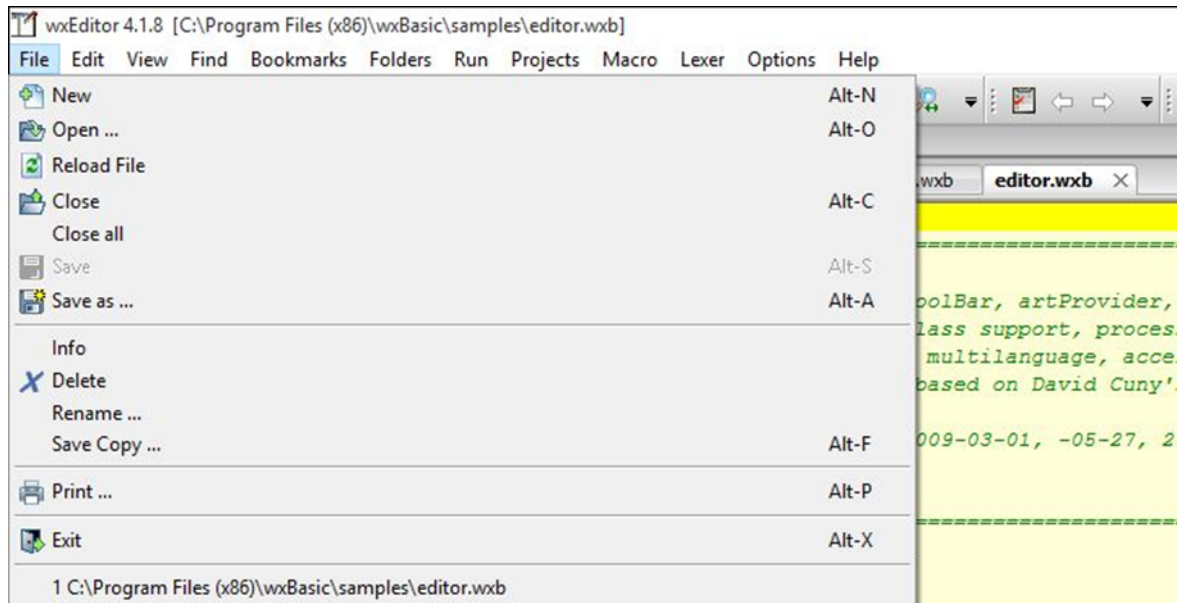 wxEditor 4.1.8 [C:\Program Files (x86)\wxBasic\samples\editor.wxb]
File Edit View Find Bookmarks Folders Run Projects Macro Lexer Options Help
New Alt-N
Open ... Alt-O
Reload File
.wxb editor.wxb
Close Alt-C
Close all
Save Alt-S
Save as ... Alt-A
oolBar, artProvider,
lass support, proces
Info
multilanguage, acce
Delete
based on David Cuny'
Rename ...
Save Copy ... Alt-F
009-03-01, -05-27, 2
Print ... Alt-P
Exit Alt-X
1 C:\Program Files (x86)\wxBasic\samples\editor.wxb